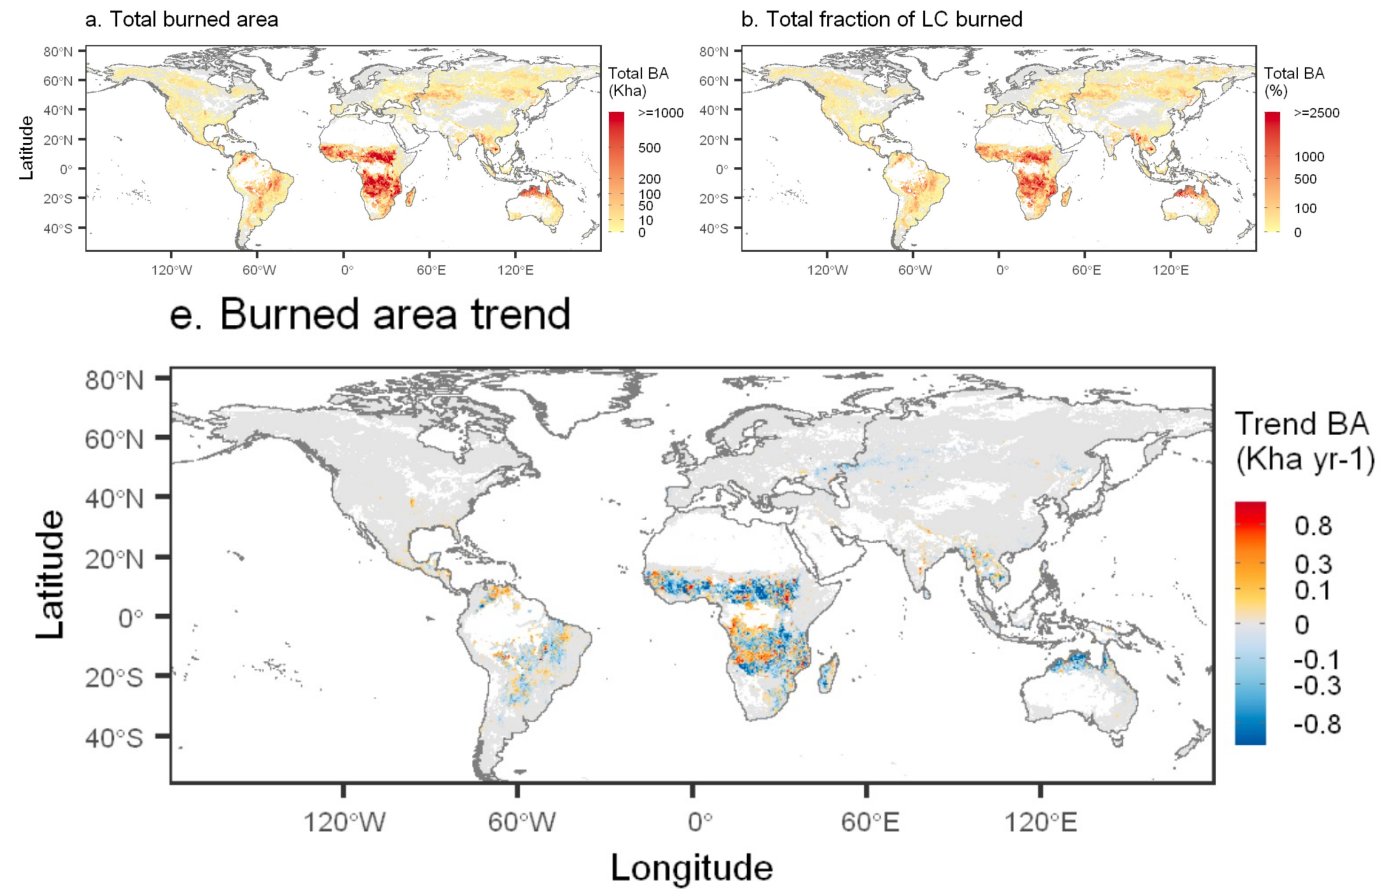 a. Total burned area
b. Total fraction of LC burned
80°N
60°N
40°N
20°N
0°
20°S
40°S
Latitude
120°W 60°W 0° 60°E 120°E
Total BA
(Kha)
>=1000
500
200
100
50
10
0
80°N
60°N
40°N
20°N
0°
20°S
40°S
120°W 60°W 0° 60°E 120°E
Total BA
(%)
>=2500
1000
500
100
0
e. Burned area trend
80°N
60°N
40°N
20°N
0°
20°S
40°S
Latitude
120°W 60°W 0° 60°E 120°E
Longitude
Trend BA
(Kha yr-1)
0.8
0.3
0.1
0
-0.1
-0.3
-0.8